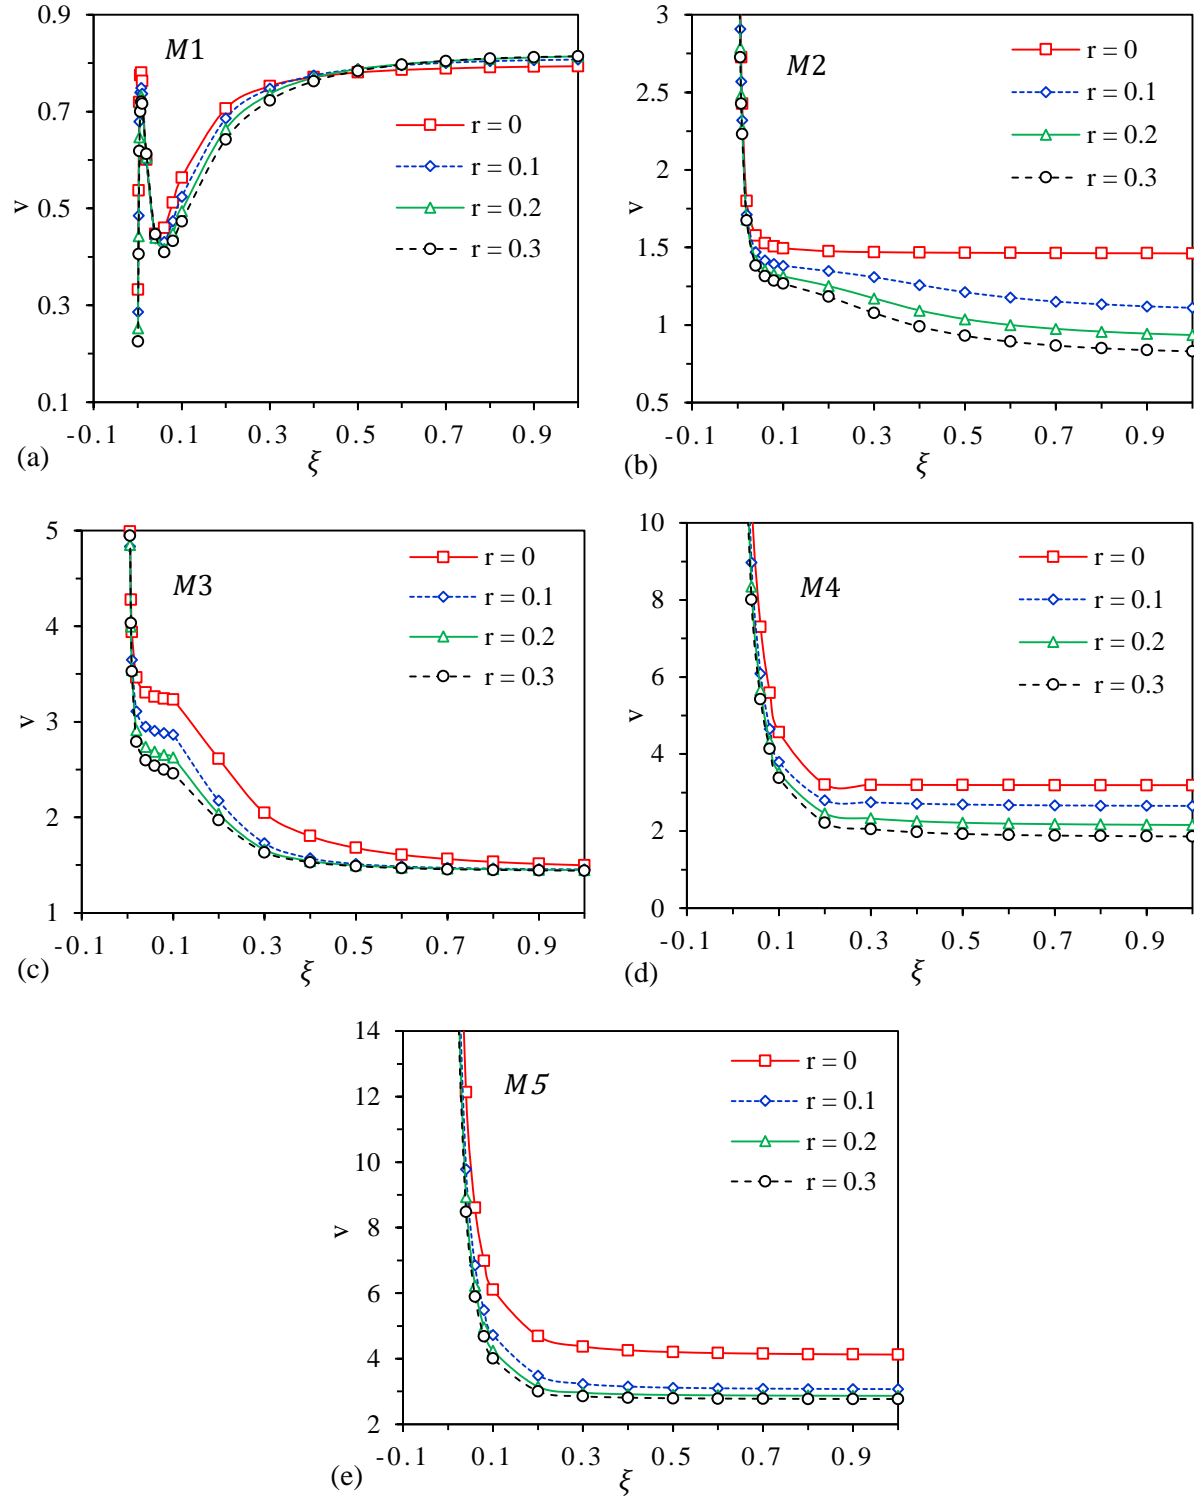 0.9
0.7
0.5
0.3
0.1
v
M1
r = 0
r = 0.1
r = 0.2
r = 0.3
-0.1 0.1 0.3 0.5 0.7 0.9
ξ
(a)
3
2.5
2
1.5
1
0.5
v
M2
r = 0
r = 0.1
r = 0.2
r = 0.3
-0.1 0.1 0.3 0.5 0.7 0.9
ξ
(b)
5
4
3
2
1
v
M3
r = 0
r = 0.1
r = 0.2
r = 0.3
-0.1 0.1 0.3 0.5 0.7 0.9
ξ
(c)
10
8
6
4
2
0
v
M4
r = 0
r = 0.1
r = 0.2
r = 0.3
-0.1 0.1 0.3 0.5 0.7 0.9
ξ
(d)
14
12
10
8
6
4
2
v
M5
r = 0
r = 0.1
r = 0.2
r = 0.3
-0.1 0.1 0.3 0.5 0.7 0.9
ξ
(e)